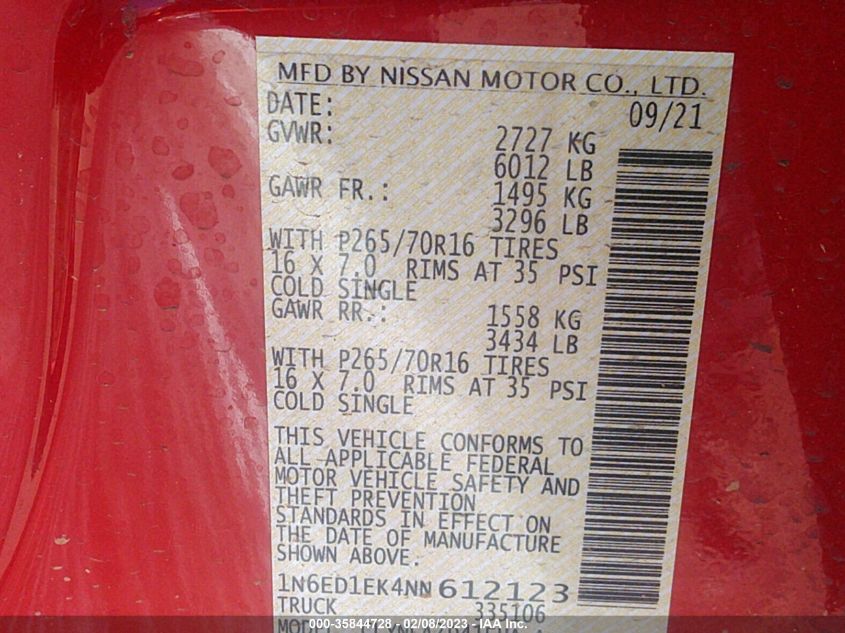 MFD BY NISSAN MOTOR CO., LTD.
DATE: 09/21
GVWR: 2727 KG
6012 LB
GAWR FR.: 1495 KG
3296 LB
WITH P265/70R16 TIRES
16 X 7.0 RIMS AT 35 PSI
COLD SINGLE
GAWR RR.: 1558 KG
3434 LB
WITH P265/70R16 TIRES
16 X 7.0 RIMS AT 35 PSI
COLD SINGLE
THIS VEHICLE CONFORMS TO
ALL APPLICABLE FEDERAL
MOTOR VEHICLE SAFETY AND
THEFT PREVENTION
STANDARDS IN EFFECT ON
THE DATE OF MANUFACTURE
SHOWN ABOVE.
1N6ED1EK4NN612123
TRUCK 335106
MODEL
000-35844728 - 02/08/2023 - IAA Inc.